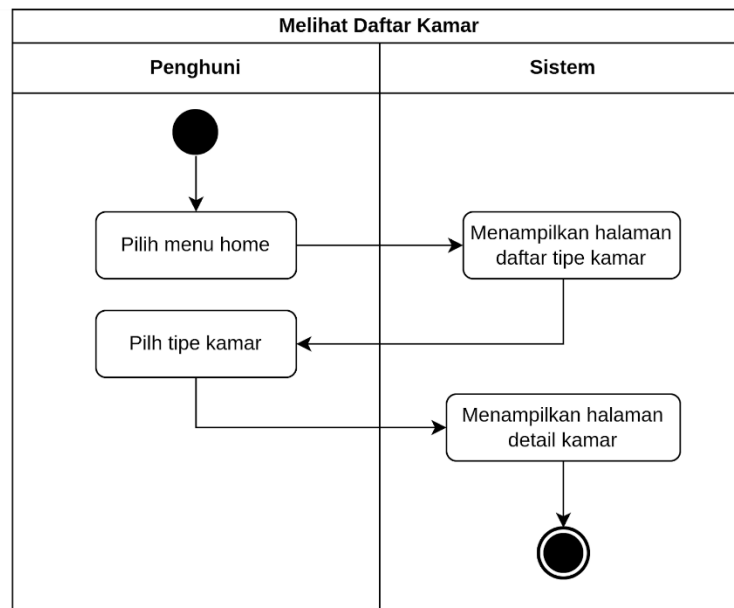 Melihat Daftar Kamar
Penghuni
Sistem
Pilih menu home
Menampilkan halaman
daftar tipe kamar
Pilh tipe kamar
Menampilkan halaman
detail kamar